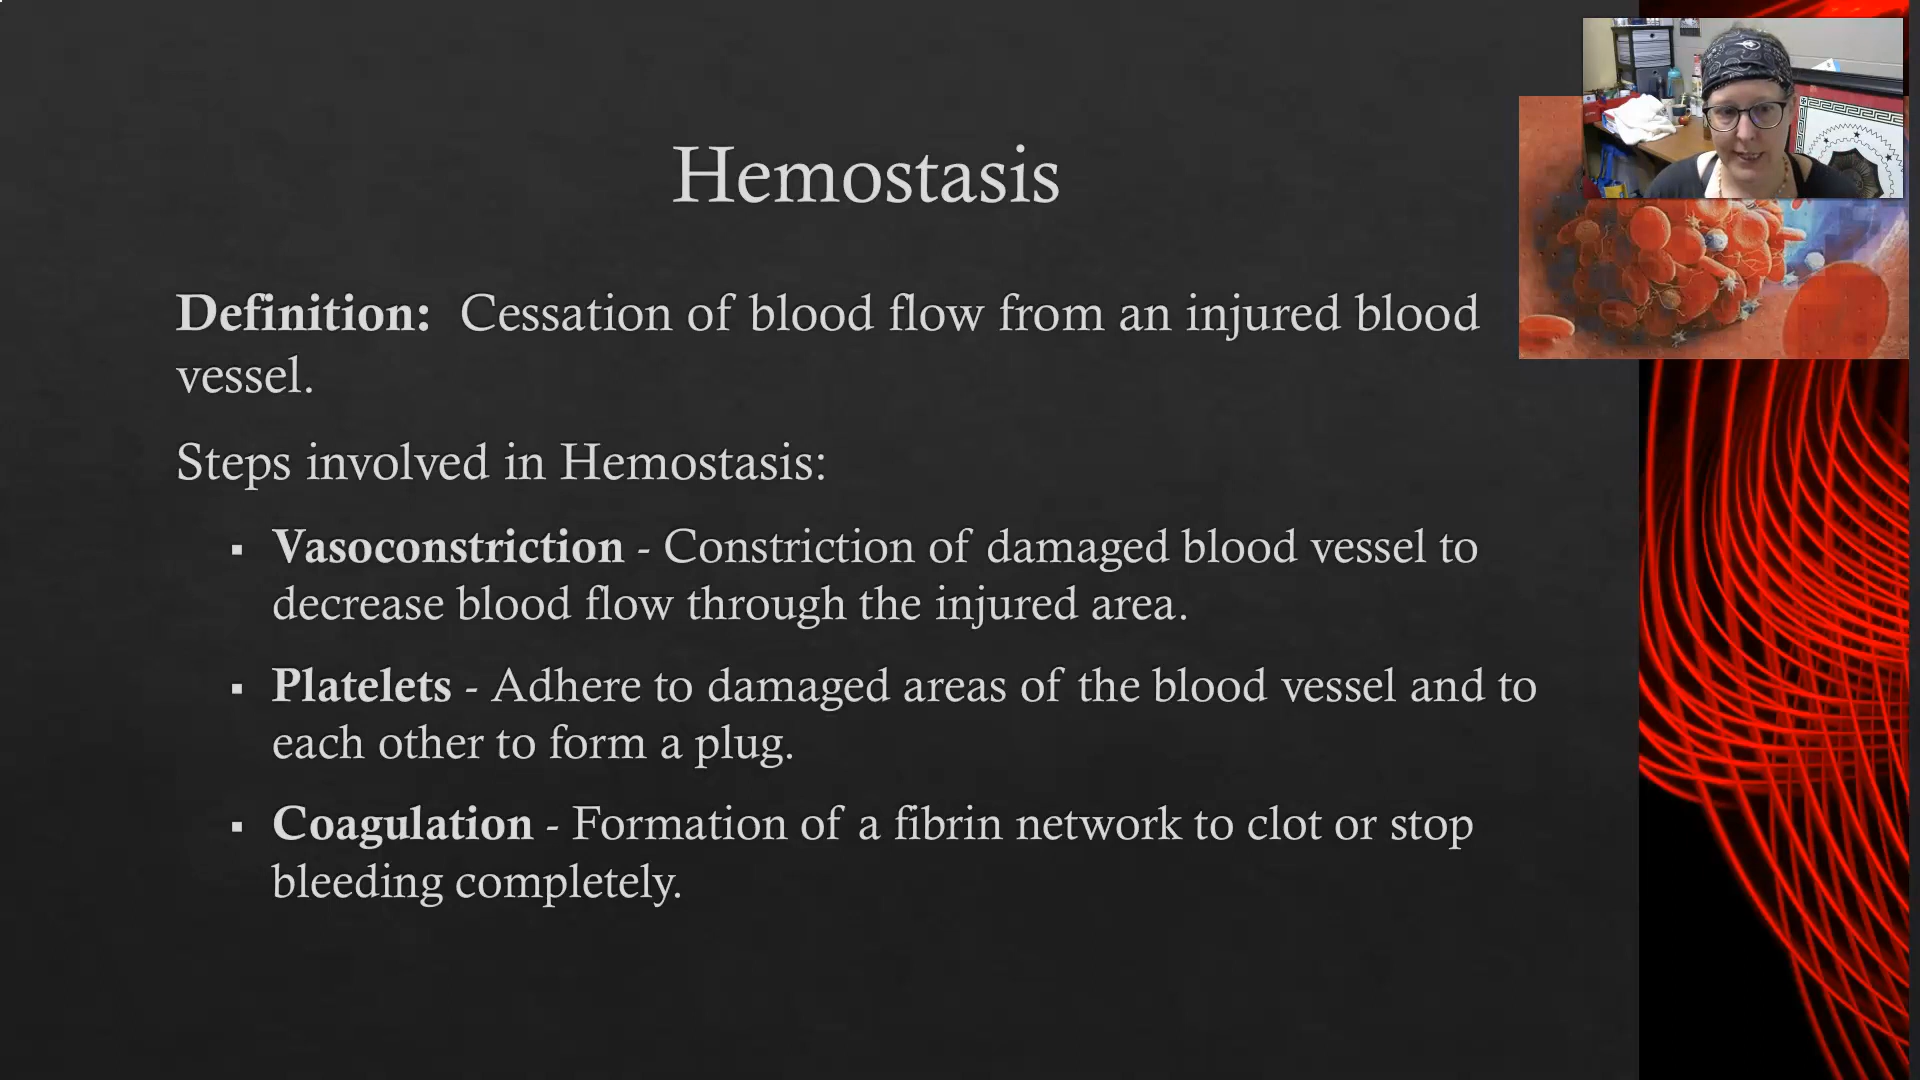 Hemostasis
Definition: Cessation of blood flow from an injured blood
vessel.
Steps involved in Hemostasis:
▪ Vasoconstriction - Constriction of damaged blood vessel to
decrease blood flow through the injured area.
▪ Platelets - Adhere to damaged areas of the blood vessel and to
each other to form a plug.
▪ Coagulation - Formation of a fibrin network to clot or stop
bleeding completely.